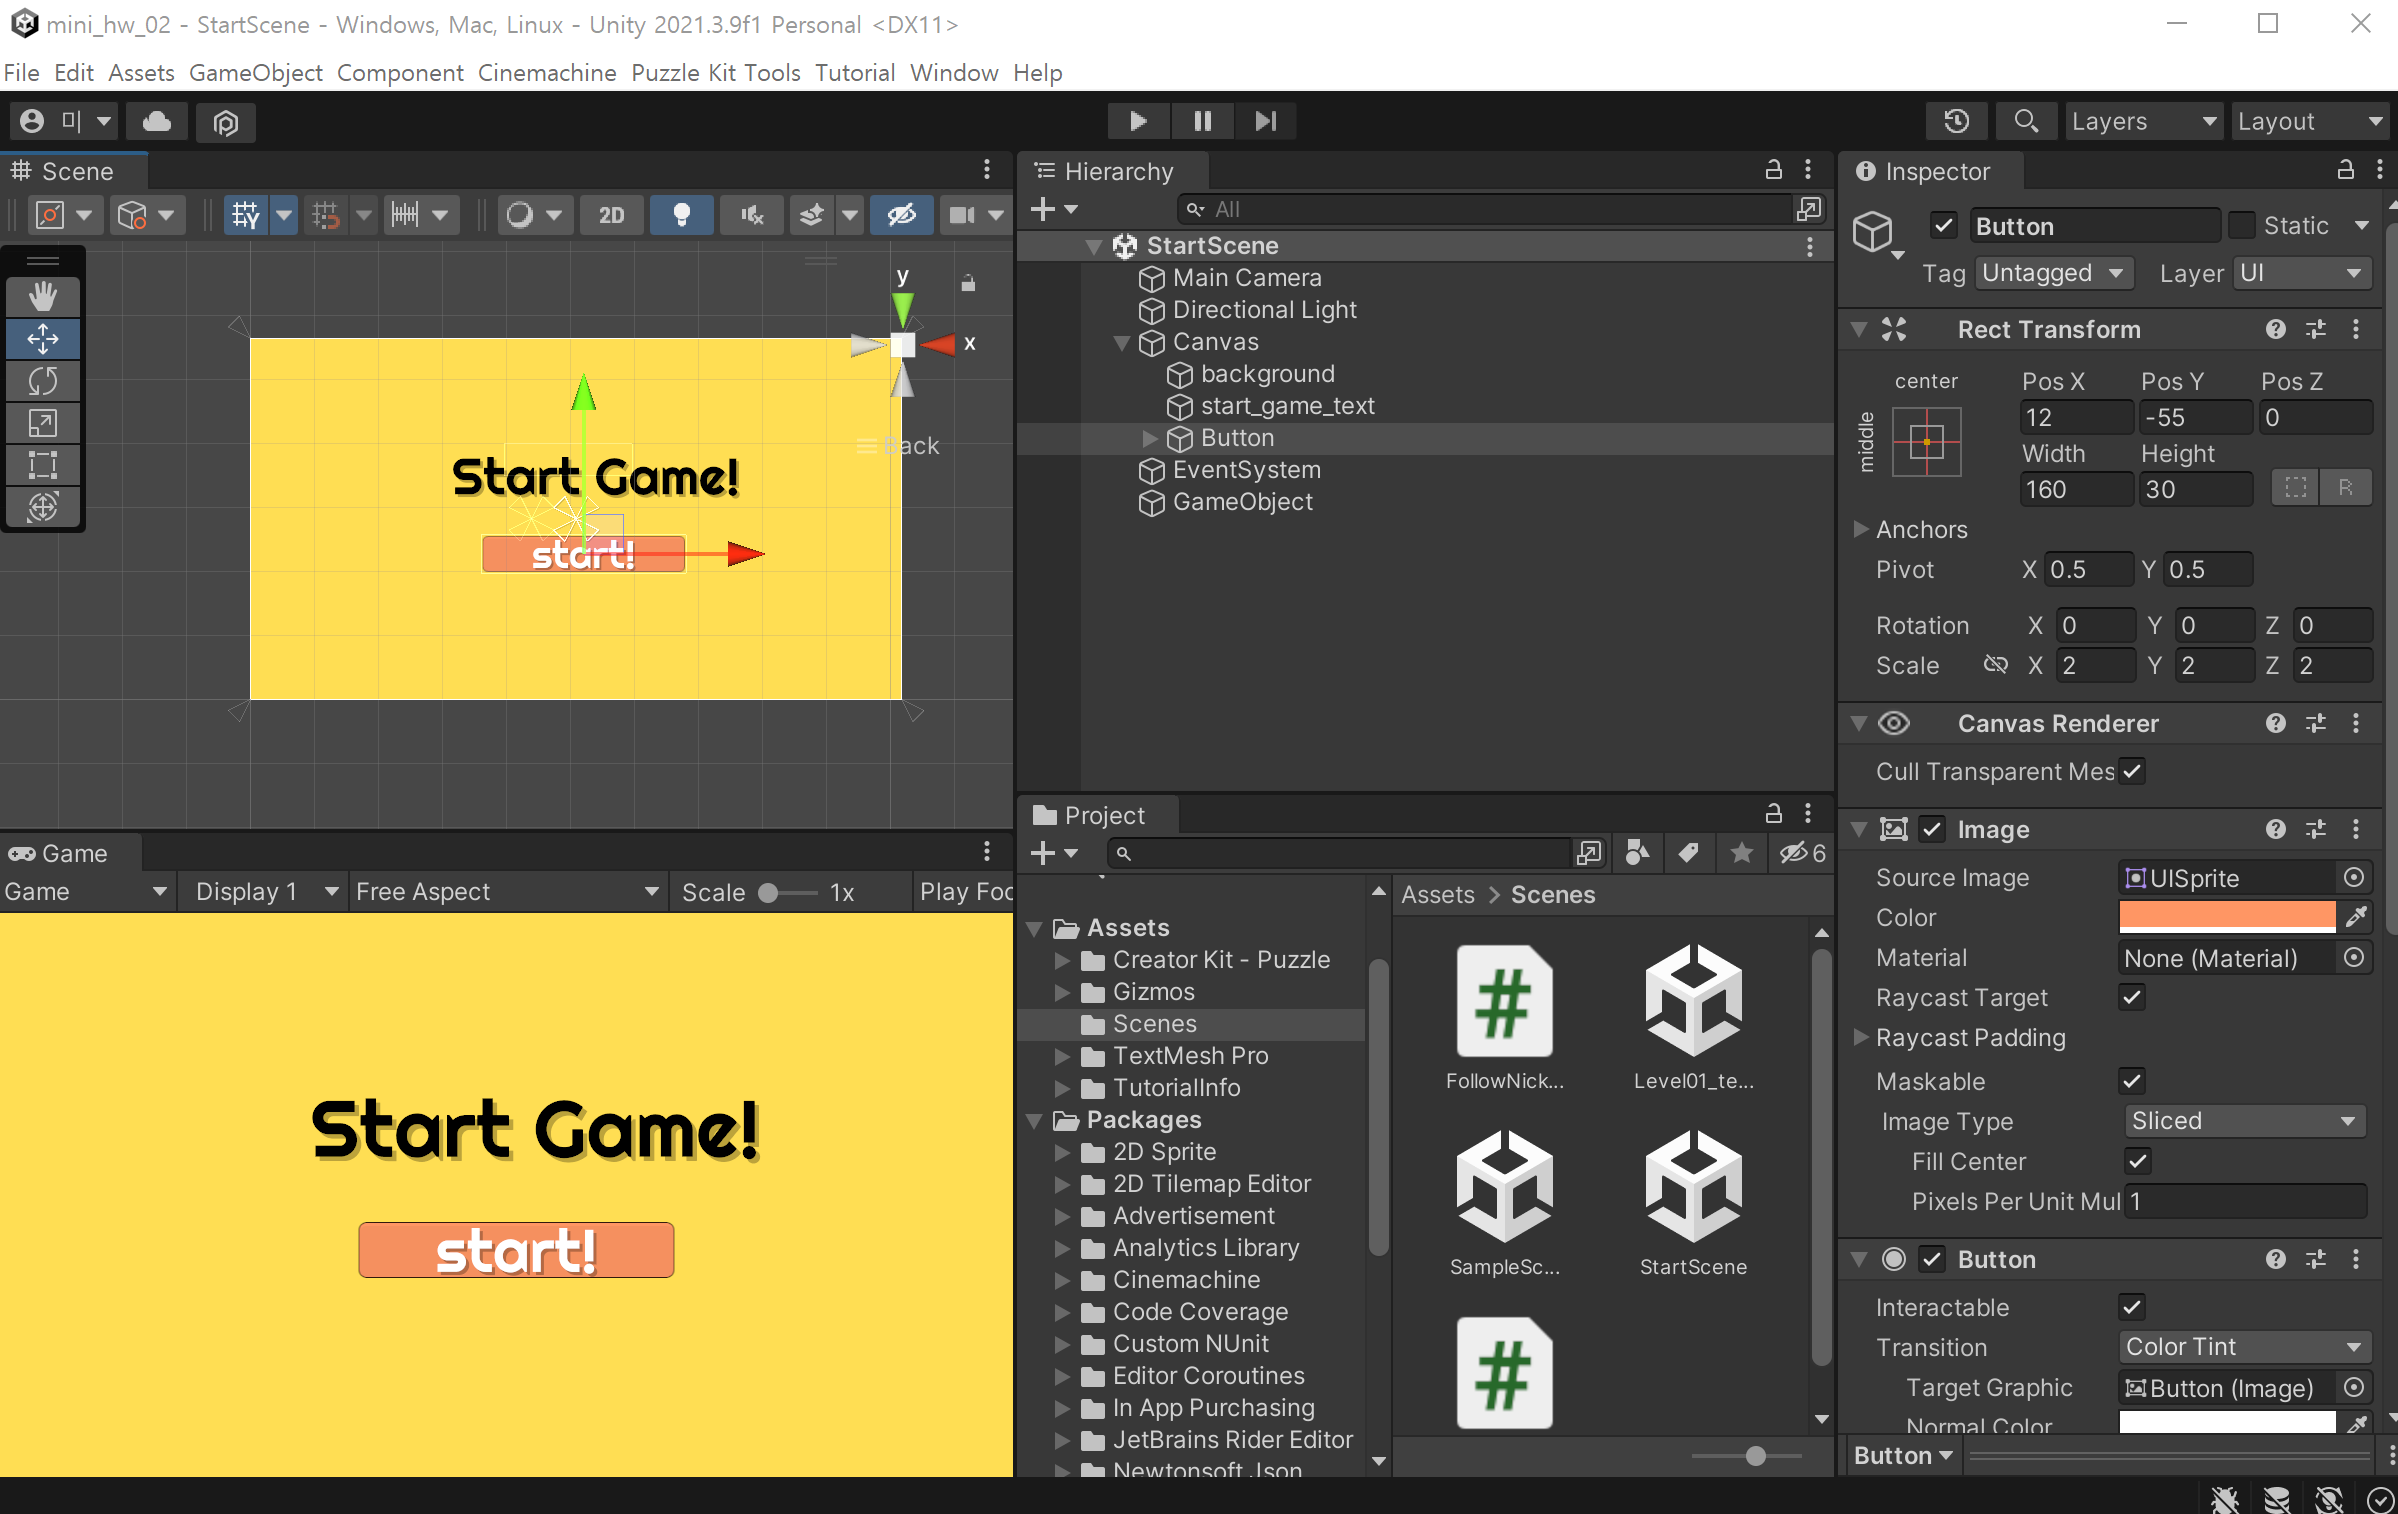 mini_hw_02 - StartScene - Windows, Mac, Linux - Unity 2021.3.9f1 Personal <DX11>
File Edit Assets GameObject Component Cinemachine Puzzle Kit Tools Tutorial Window Help
미
Layers
Layout
Scene
2D
y
x
Back
Start Game!
start!
Game
Game
Display 1
Free Aspect
Scale
1x
Play Foc
Start Game!
start!
Hierarchy
All
StartScene
Main Camera
Directional Light
Canvas
background
start_game_text
Button
EventSystem
GameObject
Project
6
Assets
Creator Kit - Puzzle
Gizmos
Scenes
TextMesh Pro
TutorialInfo
Packages
2D Sprite
2D Tilemap Editor
Advertisement
Analytics Library
Cinemachine
Code Coverage
Custom NUnit
Editor Coroutines
In App Purchasing
JetBrains Rider Editor
Newtonsoft Json
Assets > Scenes
FollowNick...
Level01_te...
SampleSc...
StartScene
Inspector
Button
Static
Tag Untagged Layer UI
Rect Transform
center
middle
Pos X Pos Y Pos Z
12 -55 0
Width Height
160 30
R
Anchors
Pivot X 0.5 Y 0.5
Rotation X 0 Y 0 Z 0
Scale X 2 Y 2 Z 2
Canvas Renderer
Cull Transparent Mes
Image
Source Image UISprite
Color
Material None (Material)
Raycast Target
Raycast Padding
Maskable
Image Type Sliced
Fill Center
Pixels Per Unit Mul 1
Button
Interactable
Transition Color Tint
Target Graphic Button (Image)
Normal Color
Button